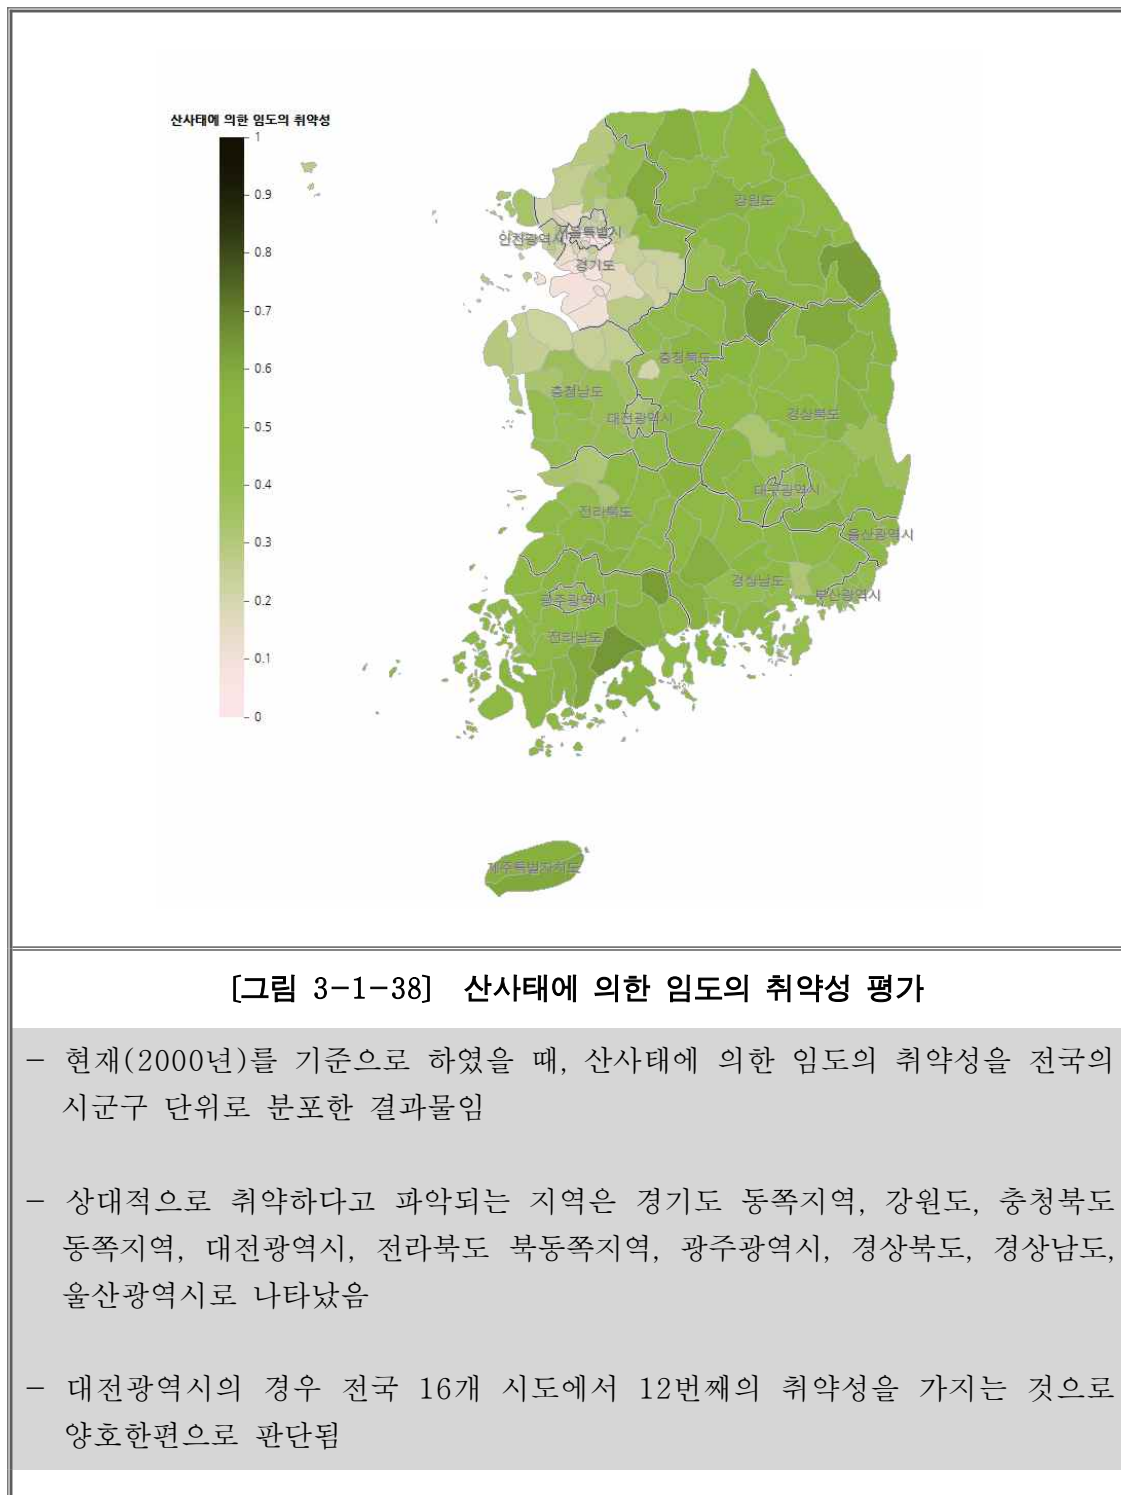 산사태에 의한 임도의 취약성
1
0.9
0.8
0.7
0.6
0.5
0.4
0.3
0.2
0.1
0
강원도
서울특별시
인천광역시
경기도
충청북도
충청남도
대전광역시
경상북도
대구광역시
전라북도
울산광역시
경상남도
부산광역시
광주광역시
전라남도
제주특별자치도
[그림 3-1-38] 산사태에 의한 임도의 취약성 평가
- 현재(2000년)를 기준으로 하였을 때, 산사태에 의한 임도의 취약성을 전국의
시군구 단위로 분포한 결과물임
- 상대적으로 취약하다고 파악되는 지역은 경기도 동쪽지역, 강원도, 충청북도
동쪽지역, 대전광역시, 전라북도 북동쪽지역, 광주광역시, 경상북도, 경상남도,
울산광역시로 나타났음
- 대전광역시의 경우 전국 16개 시도에서 12번째의 취약성을 가지는 것으로
양호한편으로 판단됨